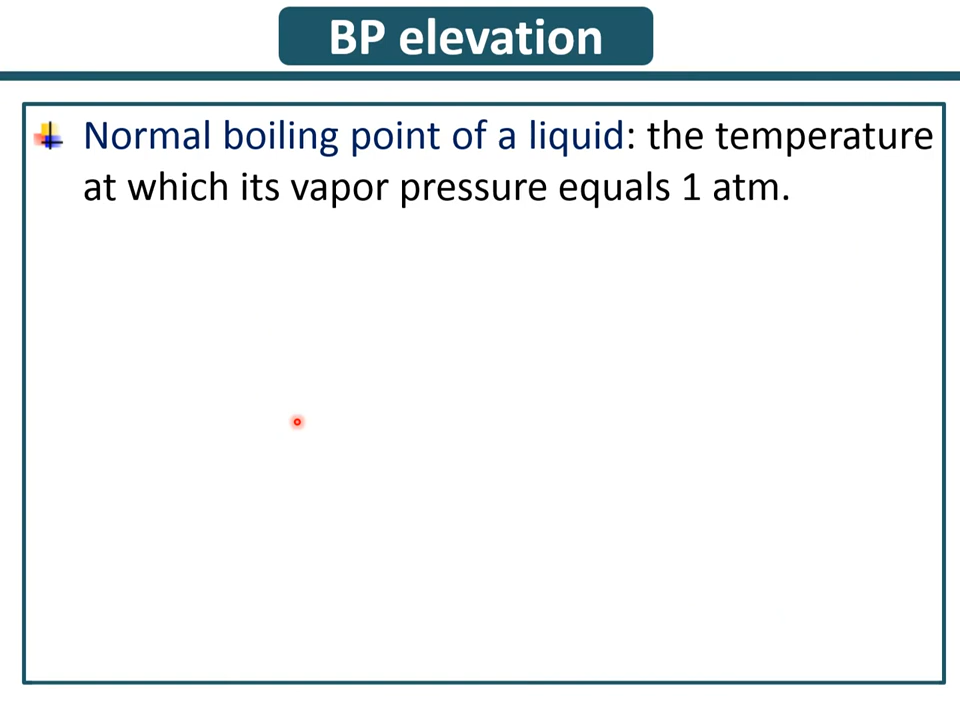 BP elevation
Normal boiling point of a liquid: the temperature
at which its vapor pressure equals 1 atm.